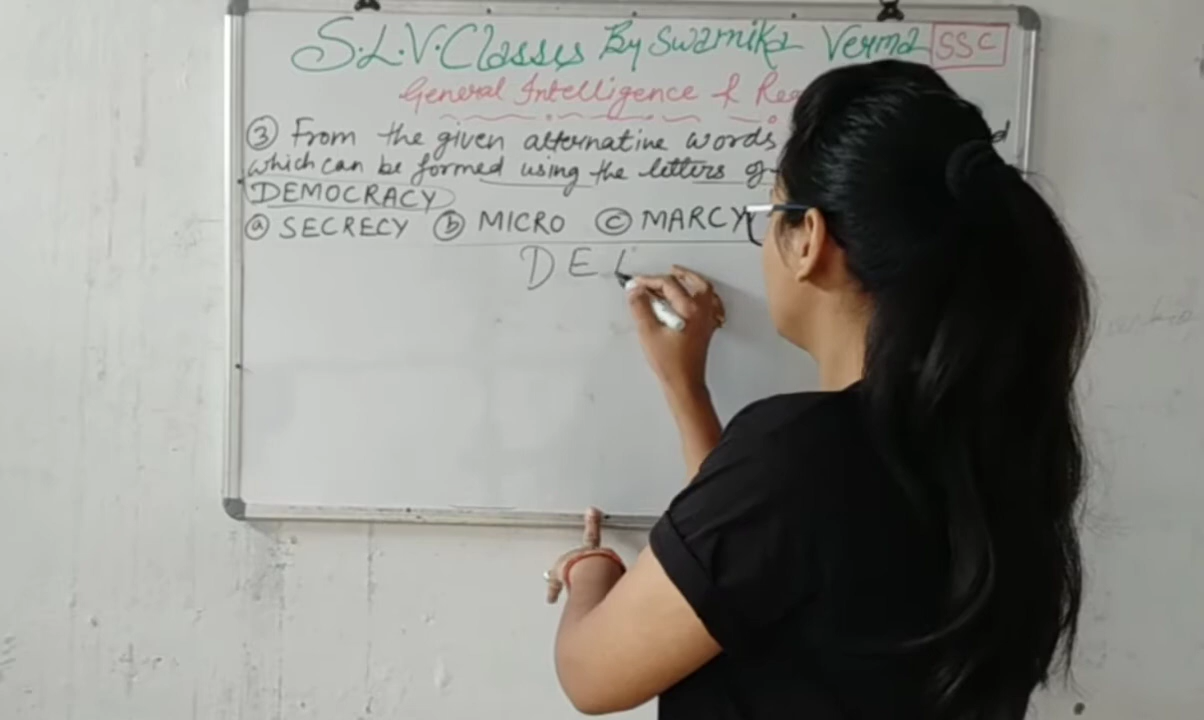 S.L.V. Classes By Swarnika Verma SSC
General Intelligence &
③ From the given alternative words
which can be formed using the letters of
DEMOCRACY
ⓐ SECRECY ⓑ MICRO ⓒ MARCY
D E